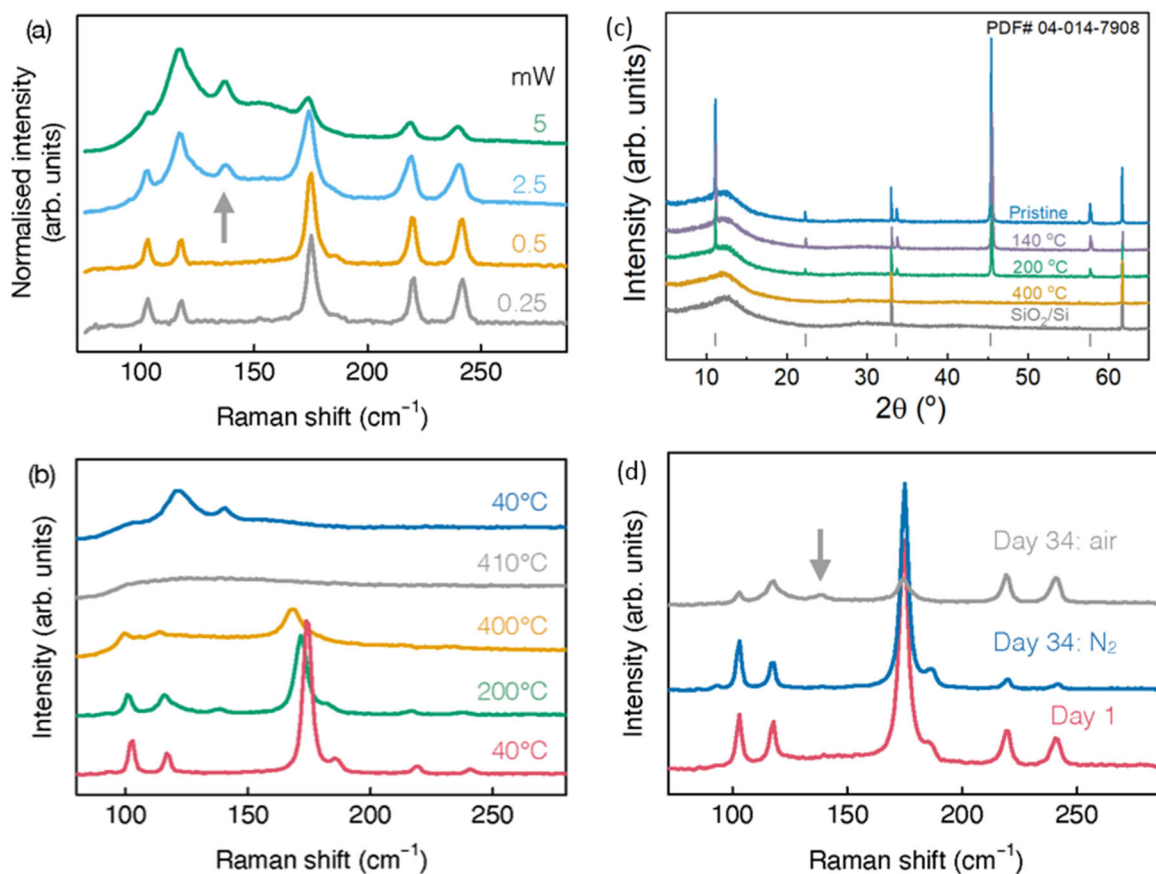 (a)
Normalised intensity
(arb. units)
mW
5
2.5
0.5
0.25
100 150 200 250
Raman shift (cm⁻¹)
(c)
PDF# 04-014-7908
Intensity (arb. units)
Pristine
140 °C
200 °C
400 °C
SiO₂/Si
10 20 30 40 50 60
2θ (°)
(b)
Intensity (arb. units)
40°C
410°C
400°C
200°C
40°C
100 150 200 250
Raman shift (cm⁻¹)
(d)
Intensity (arb. units)
Day 34: air
Day 34: N₂
Day 1
100 150 200 250
Raman shift (cm⁻¹)